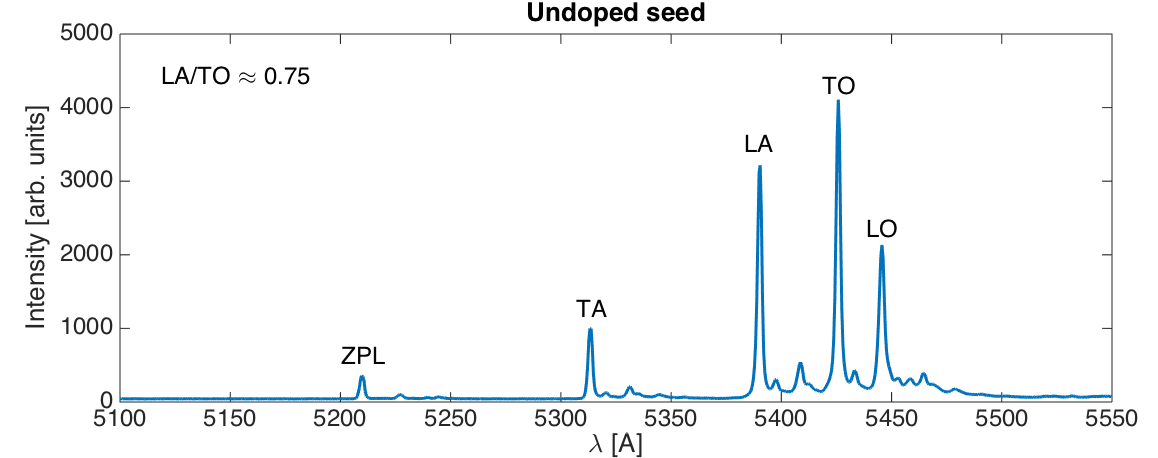 Undoped seed
5000
LA/TO ≈ 0.75
4000
TO
LA
3000
Intensity [arb. units]
LO
2000
TA
1000
ZPL
0
5100 5150 5200 5250 5300 5350 5400 5450 5500 5550
λ [A]